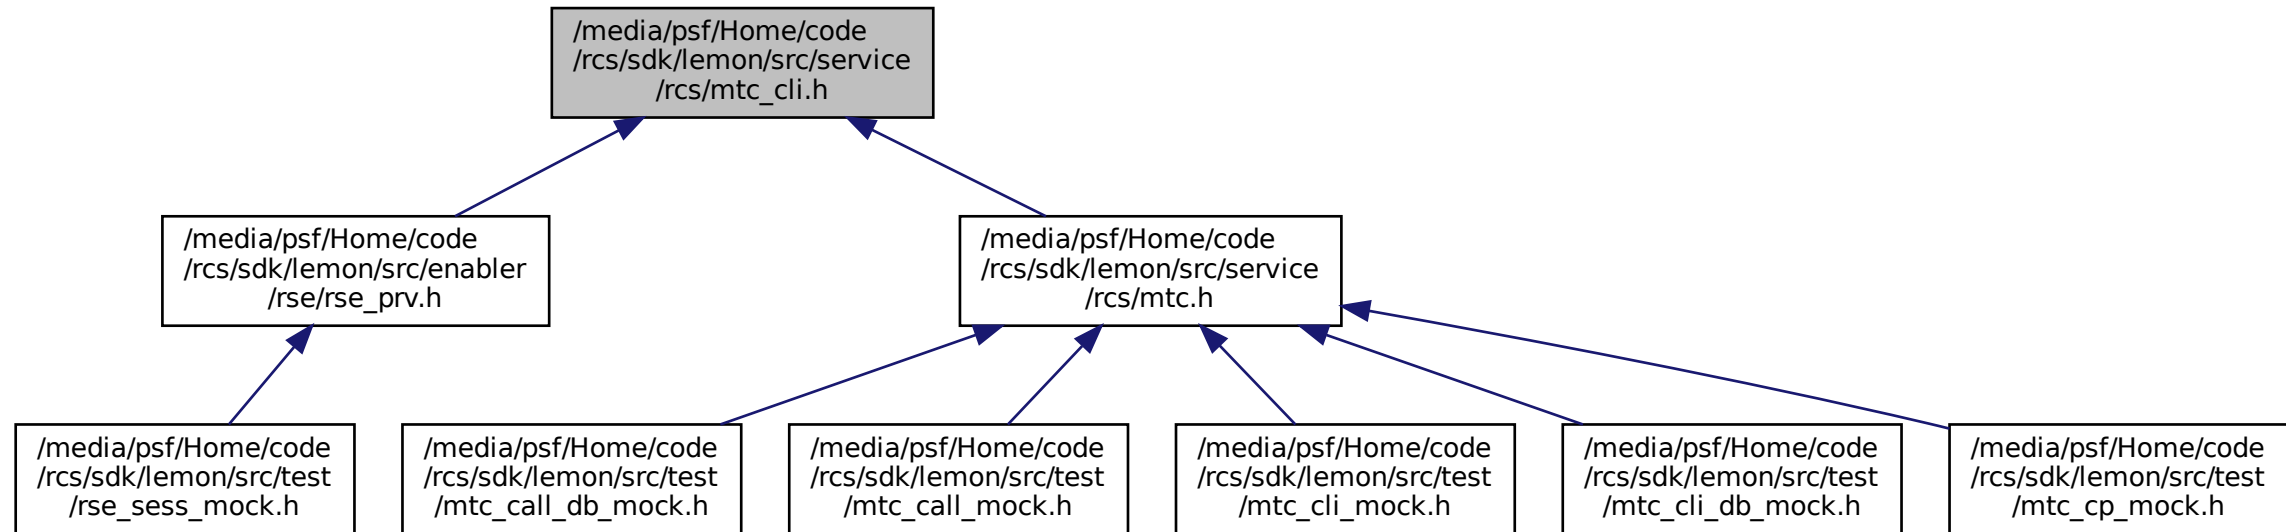 /media/psf/Home/code
/rcs/sdk/lemon/src/service
/rcs/mtc_cli.h
/media/psf/Home/code
/rcs/sdk/lemon/src/enabler
/rse/rse_prv.h
/media/psf/Home/code
/rcs/sdk/lemon/src/service
/rcs/mtc.h
/media/psf/Home/code
/rcs/sdk/lemon/src/test
/rse_sess_mock.h
/media/psf/Home/code
/rcs/sdk/lemon/src/test
/mtc_call_db_mock.h
/media/psf/Home/code
/rcs/sdk/lemon/src/test
/mtc_call_mock.h
/media/psf/Home/code
/rcs/sdk/lemon/src/test
/mtc_cli_mock.h
/media/psf/Home/code
/rcs/sdk/lemon/src/test
/mtc_cli_db_mock.h
/media/psf/Home/code
/rcs/sdk/lemon/src/test
/mtc_cp_mock.h